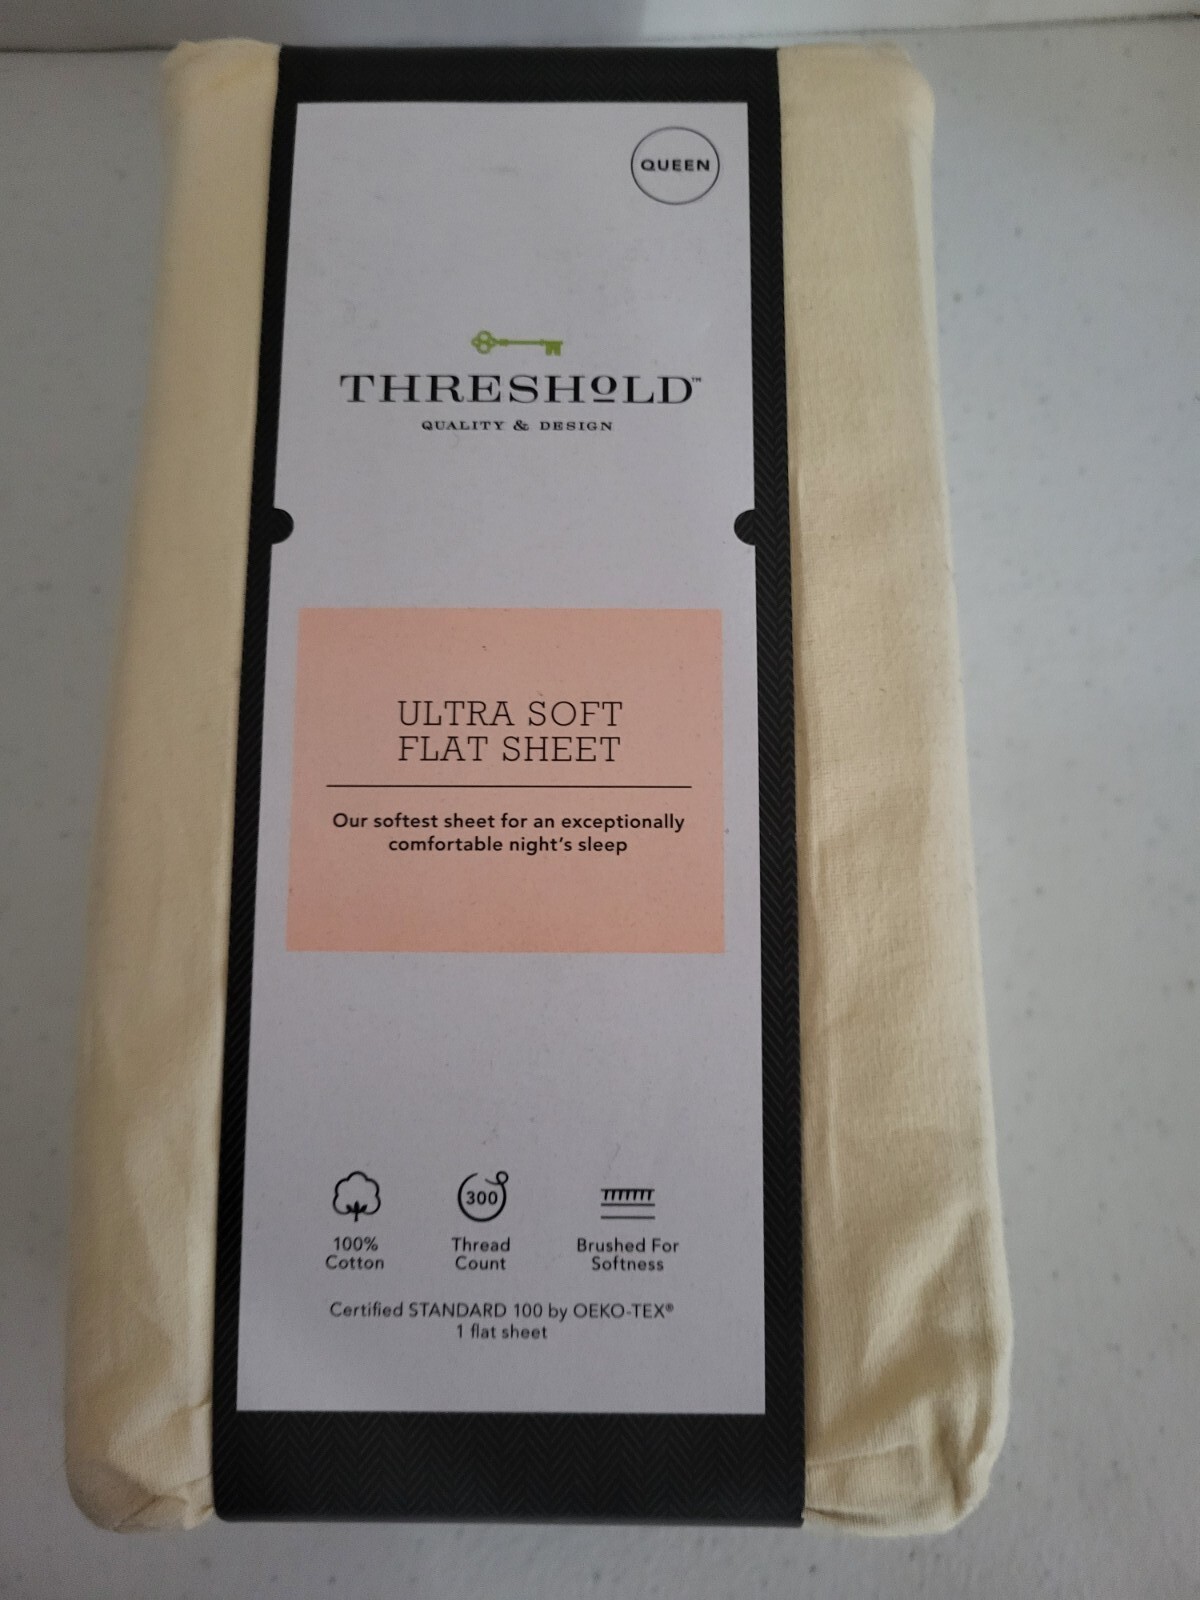 QUEEN
THRESHOLD™
QUALITY & DESIGN
ULTRA SOFT
FLAT SHEET
Our softest sheet for an exceptionally
comfortable night's sleep
300
100%
Cotton
Thread
Count
Brushed For
Softness
Certified STANDARD 100 by OEKO-TEX®
1 flat sheet